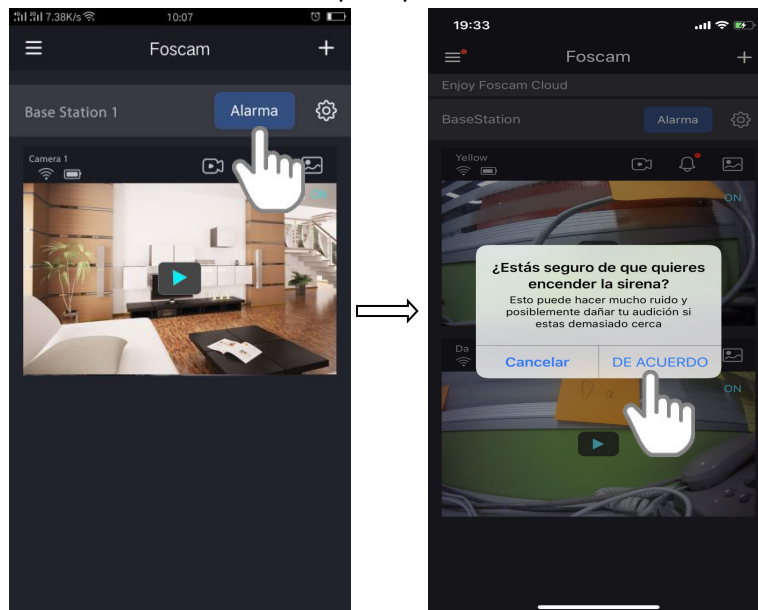 7.38K/s
10:07
Foscam
Base Station 1
Alarma
Camera 1
19:33
Foscam
Enjoy Foscam Cloud
BaseStation
Alarma
Yellow
ON
¿Estás seguro de que quieres
encender la sirena?
Esto puede hacer mucho ruido y
posiblemente dañar tu audición si
estas demasiado cerca
Cancelar
DE ACUERDO
Da
ON
D-a